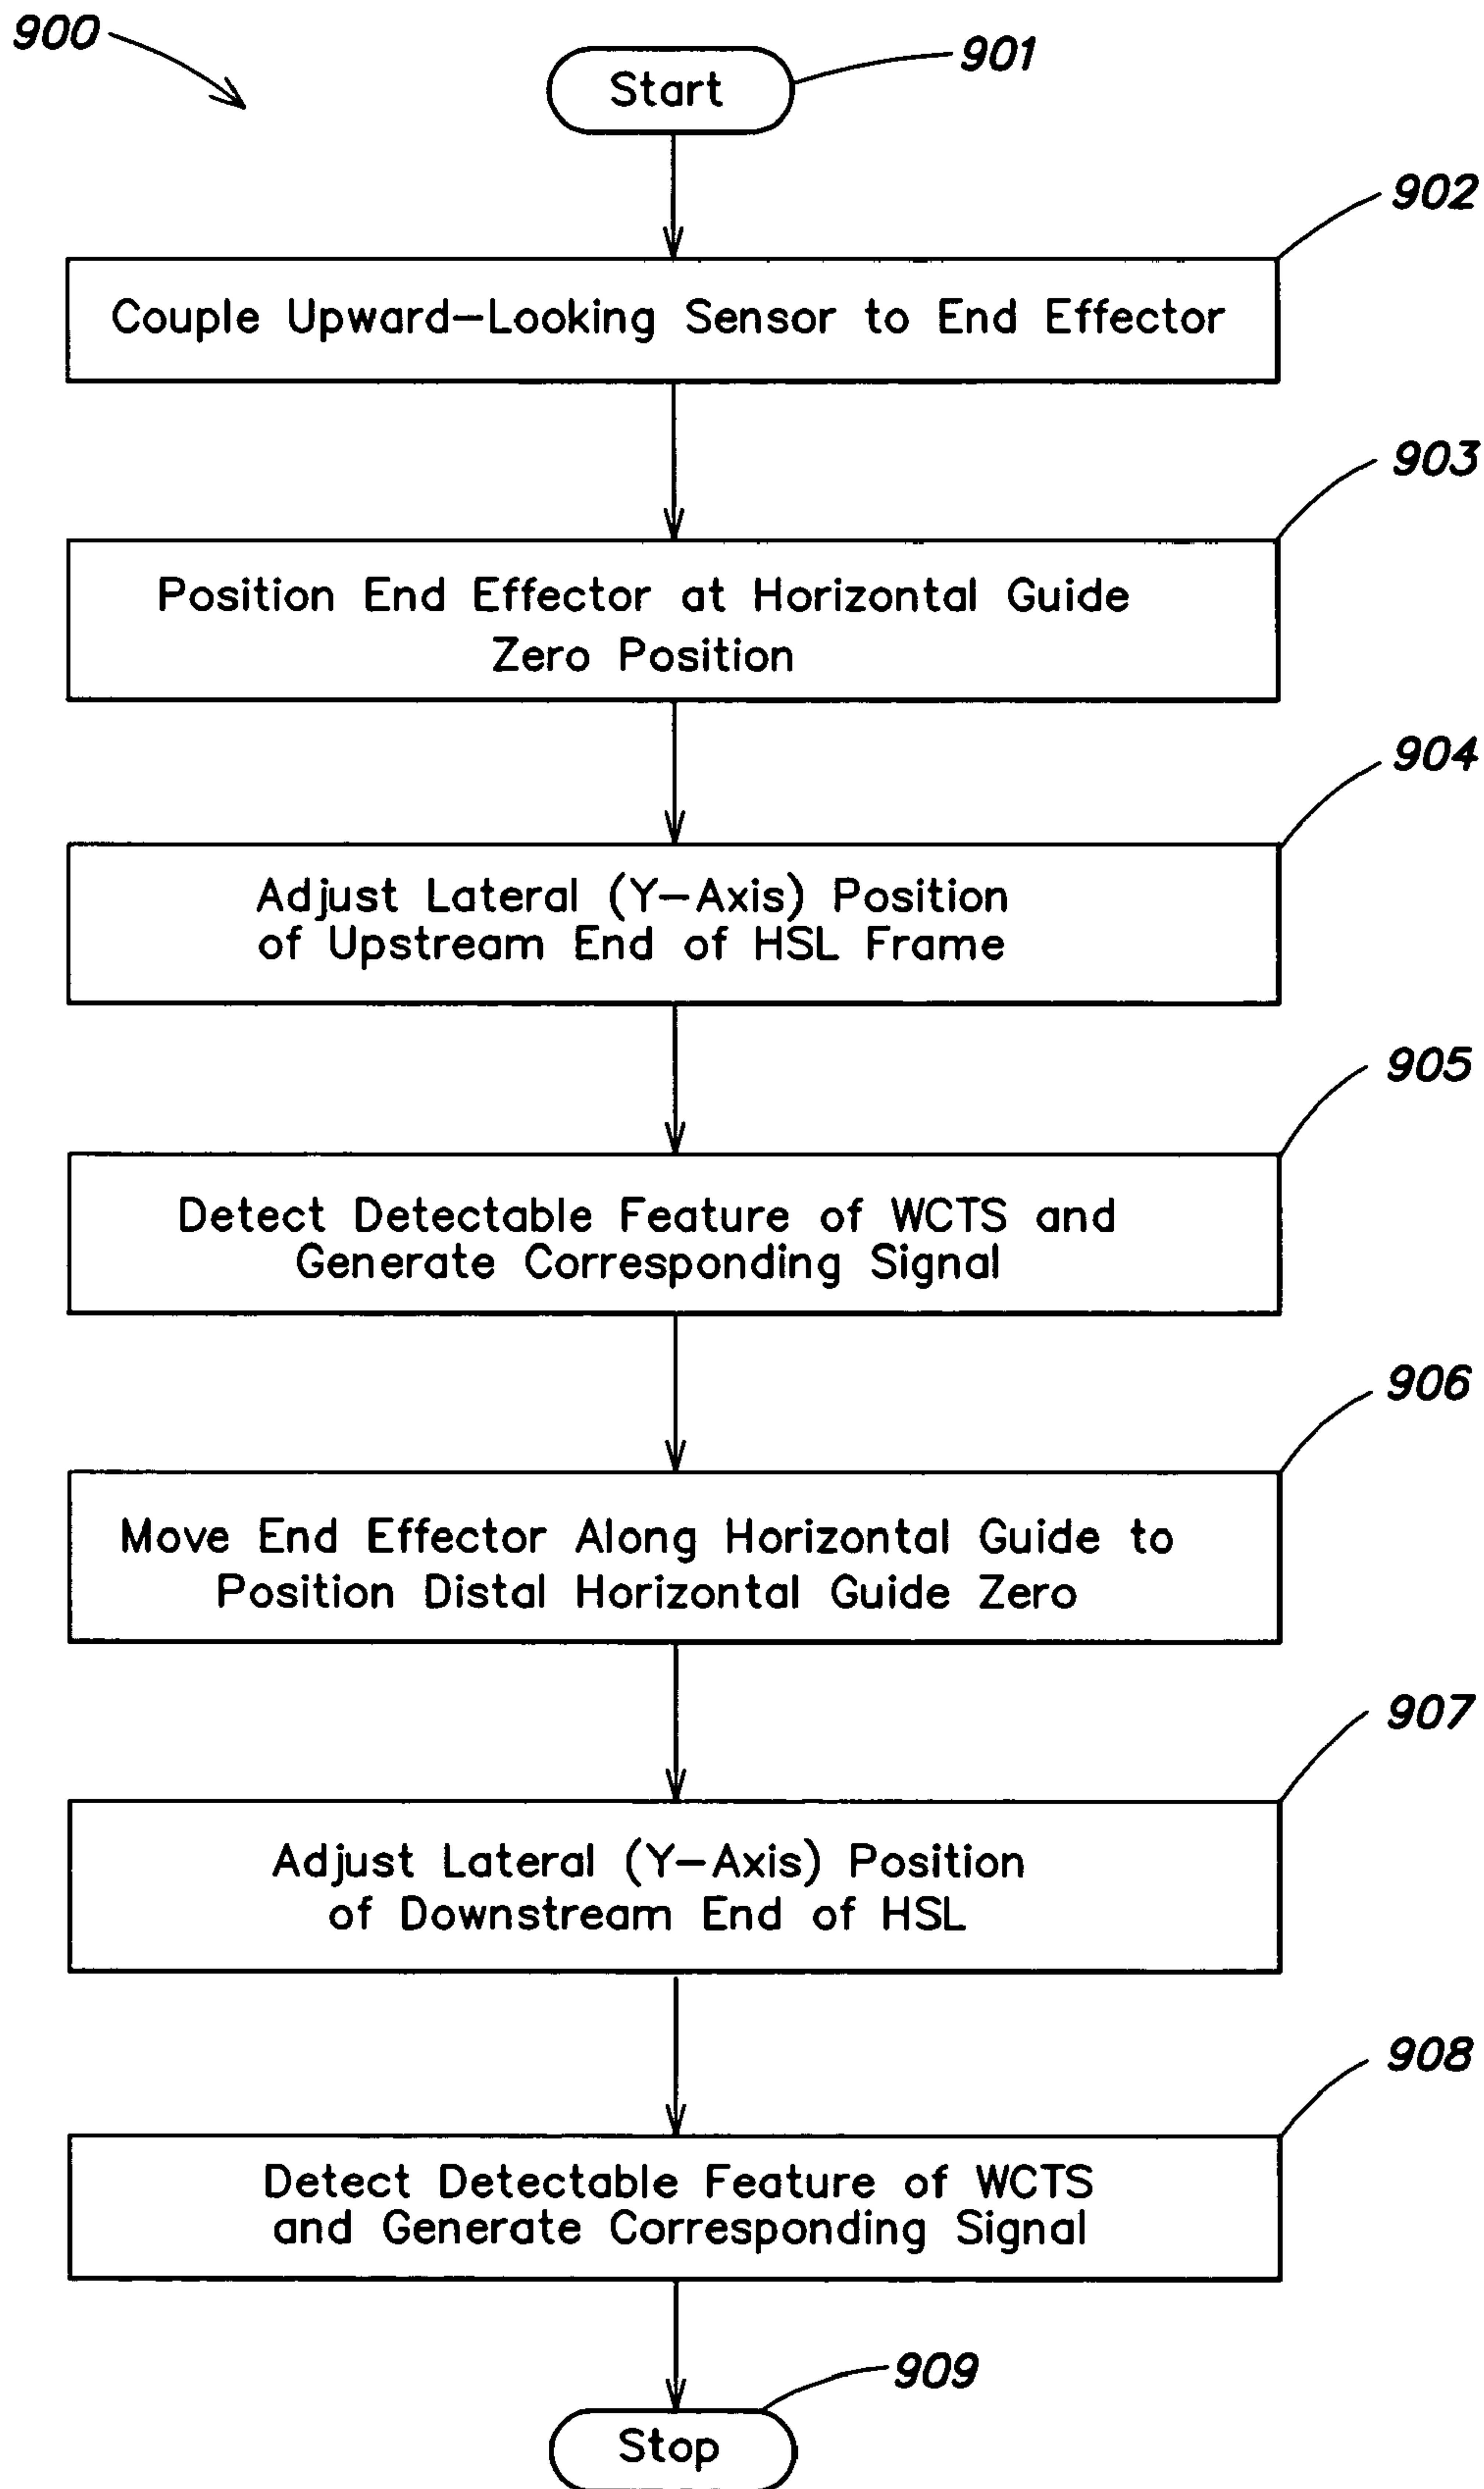 900
Start
901
902
Couple Upward-Looking Sensor to End Effector
903
Position End Effector at Horizontal Guide
Zero Position
904
Adjust Lateral (Y-Axis) Position
of Upstream End of HSL Frame
905
Detect Detectable Feature of WCTS and
Generate Corresponding Signal
906
Move End Effector Along Horizontal Guide to
Position Distal Horizontal Guide Zero
907
Adjust Lateral (Y-Axis) Position
of Downstream End of HSL
908
Detect Detectable Feature of WCTS
and Generate Corresponding Signal
909
Stop